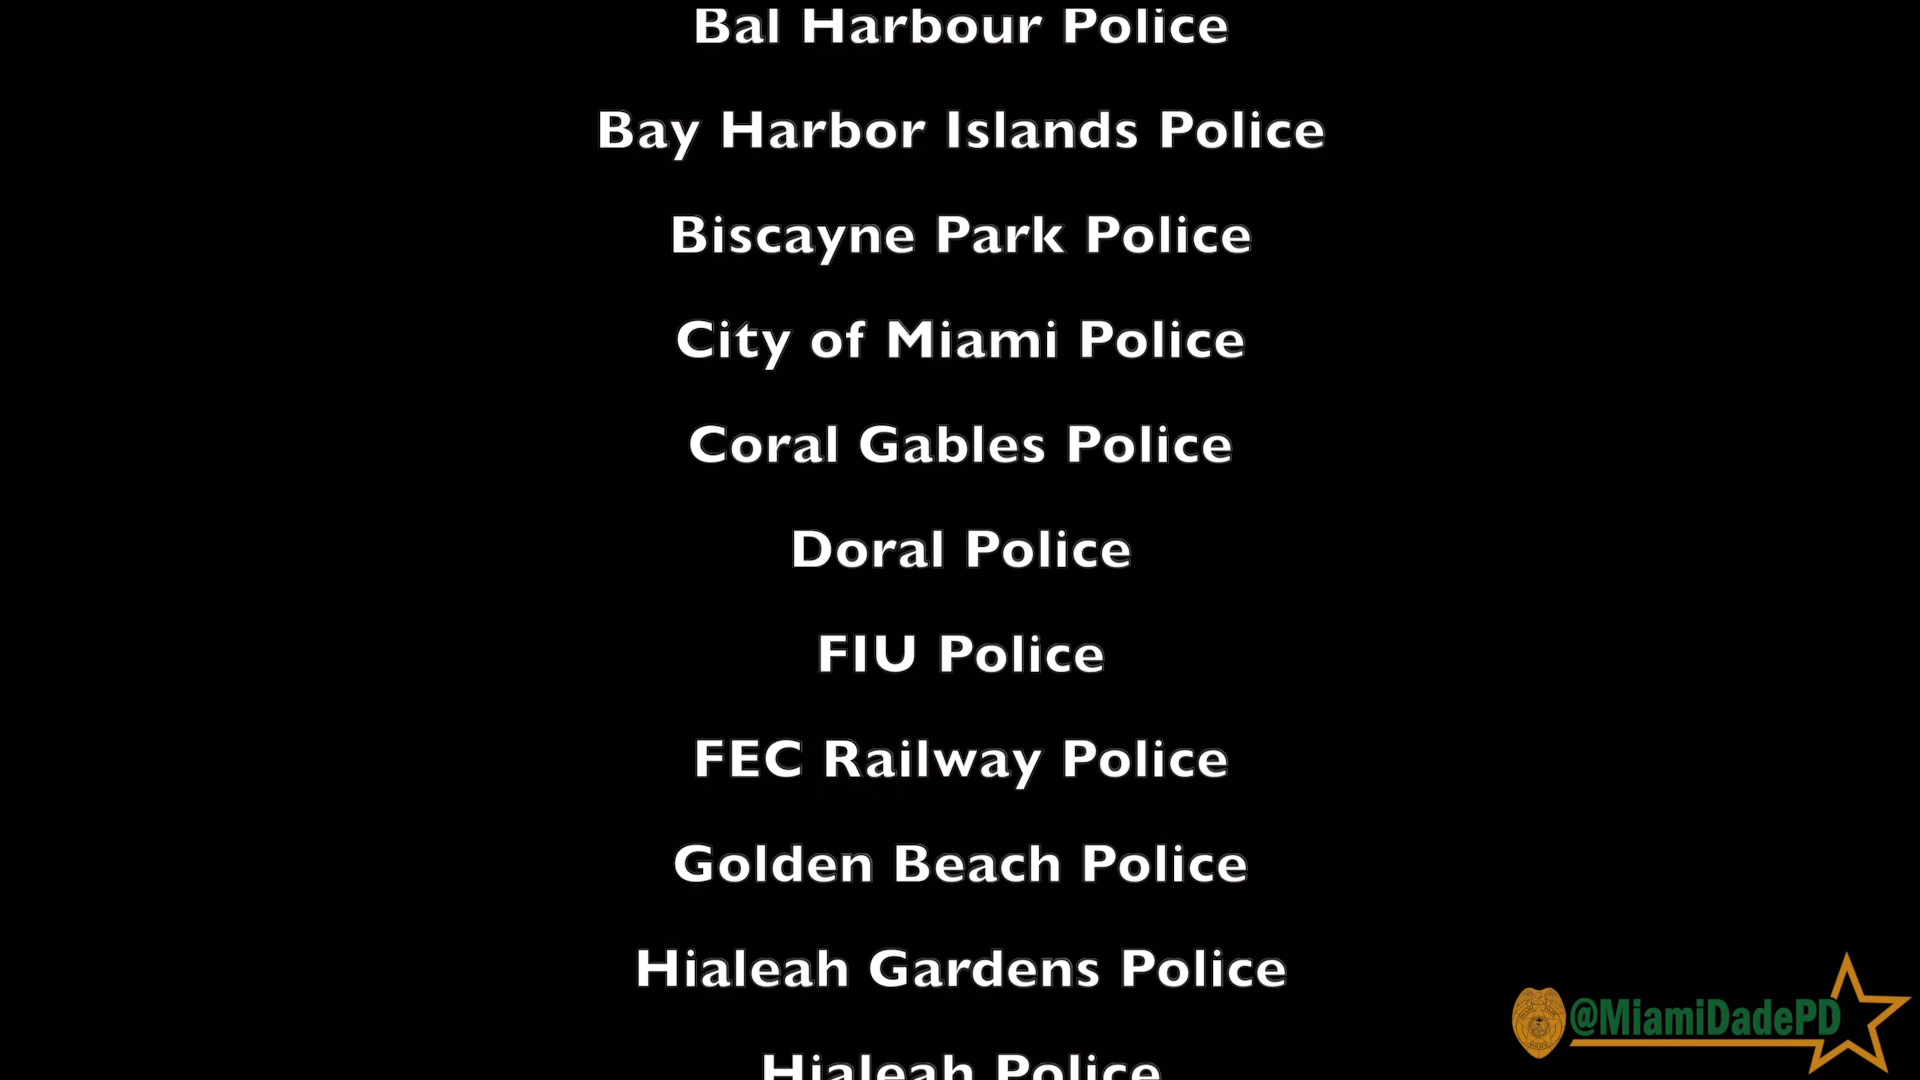 Bal Harbour Police
Bay Harbor Islands Police
Biscayne Park Police
City of Miami Police
Coral Gables Police
Doral Police
FIU Police
FEC Railway Police
Golden Beach Police
Hialeah Gardens Police
@MiamiDadePD
Hialeah Police